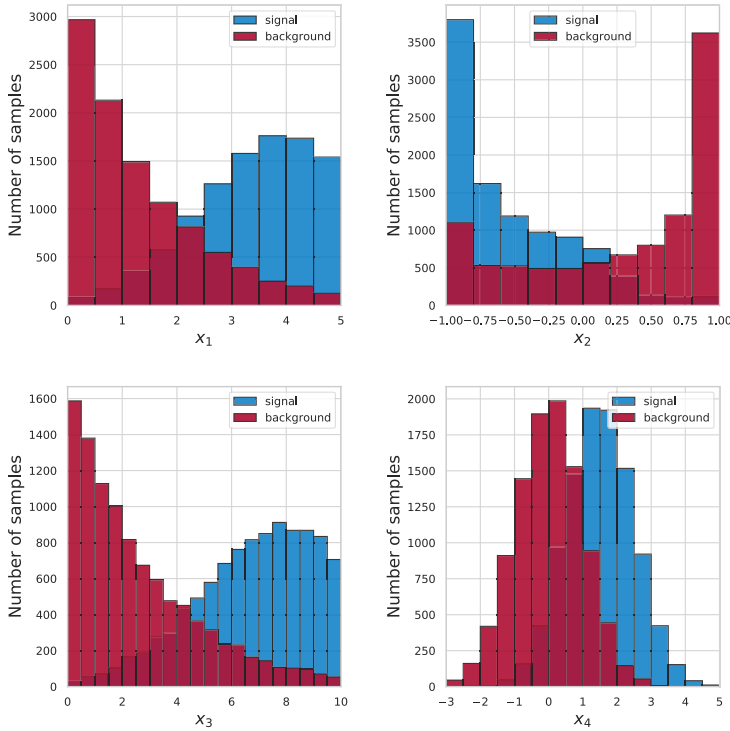 3000
2500
2000
1500
1000
500
0
0 1 2 3 4 5
Number of samples
x₁
signal
background
3500
3000
2500
2000
1500
1000
500
0
−1.00 −0.75 −0.50 −0.25 0.00 0.25 0.50 0.75 1.00
Number of samples
x₂
signal
background
1600
1400
1200
1000
800
600
400
200
0
0 2 4 6 8 10
Number of samples
x₃
signal
background
2000
1750
1500
1250
1000
750
500
250
0
−3 −2 −1 0 1 2 3 4 5
Number of samples
x₄
signal
background